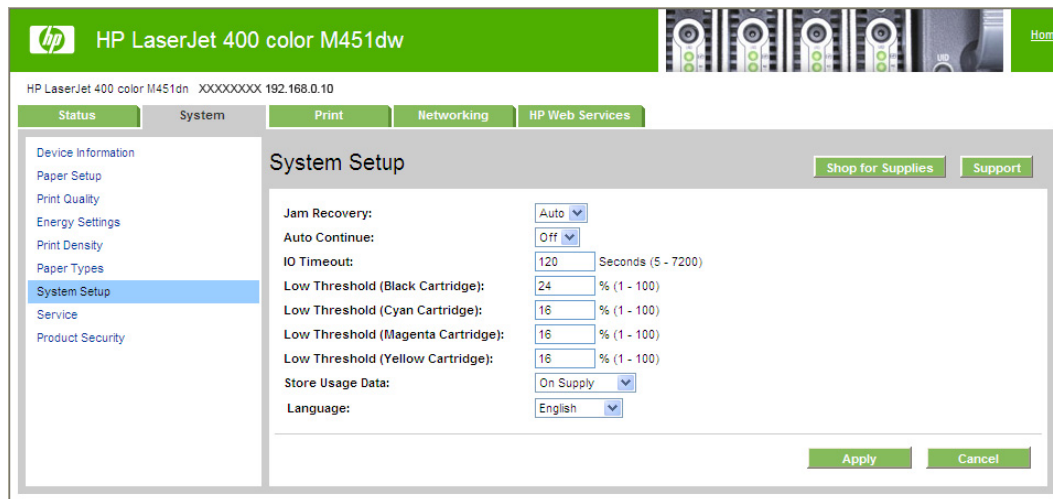 hp HP LaserJet 400 color M451dw
UID
HP LaserJet 400 color M451dn XXXXXXXX 192.168.0.10
Status System Print Networking HP Web Services
Device Information
Paper Setup
Print Quality
Energy Settings
Print Density
Paper Types
System Setup
Service
Product Security
System Setup
Shop for Supplies Support
Jam Recovery: Auto
Auto Continue: Off
IO Timeout: 120 Seconds (5 - 7200)
Low Threshold (Black Cartridge): 24 % (1 - 100)
Low Threshold (Cyan Cartridge): 16 % (1 - 100)
Low Threshold (Magenta Cartridge): 16 % (1 - 100)
Low Threshold (Yellow Cartridge): 16 % (1 - 100)
Store Usage Data: On Supply
Language: English
Apply Cancel